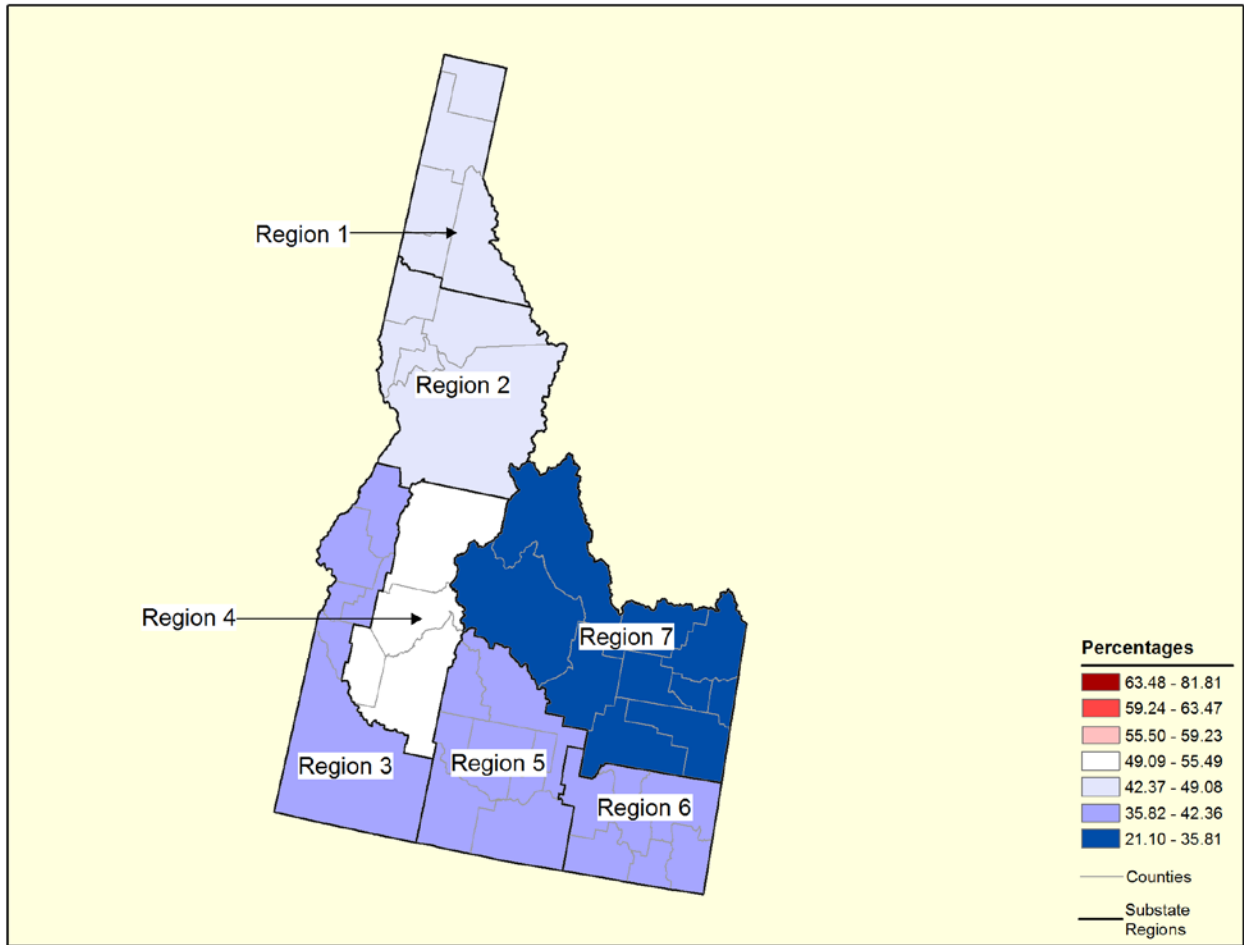 Region 1
Region 2
Region 4
Region 7
Region 3
Region 5
Region 6
Percentages
63.48 - 81.81
59.24 - 63.47
55.50 - 59.23
49.09 - 55.49
42.37 - 49.08
35.82 - 42.36
21.10 - 35.81
Counties
Substate
Regions